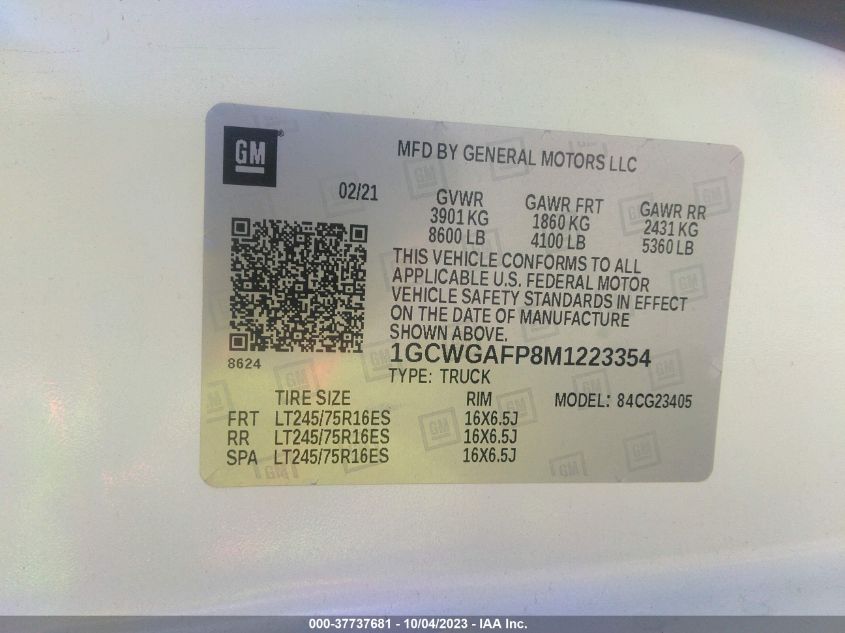 GM
MFD BY GENERAL MOTORS LLC
02/21
GVWR GAWR FRT GAWR RR
3901 KG 1860 KG 2431 KG
8600 LB 4100 LB 5360 LB
THIS VEHICLE CONFORMS TO ALL
APPLICABLE U.S. FEDERAL MOTOR
VEHICLE SAFETY STANDARDS IN EFFECT
ON THE DATE OF MANUFACTURE
SHOWN ABOVE.
8624
1GCWGAFP8M1223354
TYPE: TRUCK
TIRE SIZE RIM MODEL: 84CG23405
FRT LT245/75R16ES 16X6.5J
RR LT245/75R16ES 16X6.5J
SPA LT245/75R16ES 16X6.5J
000-37737681 - 10/04/2023 - IAA Inc.